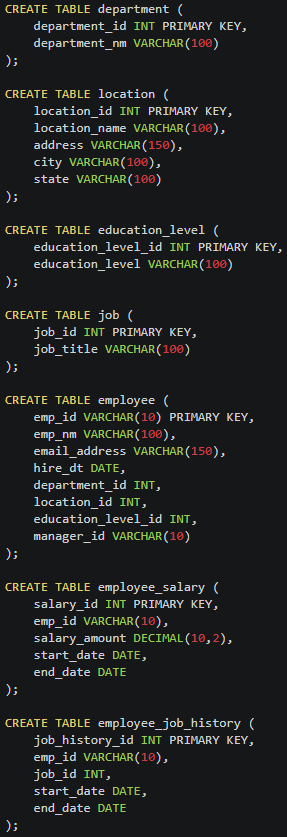 CREATE TABLE department (
    department_id INT PRIMARY KEY,
    department_nm VARCHAR(100)
);

CREATE TABLE location (
    location_id INT PRIMARY KEY,
    location_name VARCHAR(100),
    address VARCHAR(150),
    city VARCHAR(100),
    state VARCHAR(100)
);

CREATE TABLE education_level (
    education_level_id INT PRIMARY KEY,
    education_level VARCHAR(100)
);

CREATE TABLE job (
    job_id INT PRIMARY KEY,
    job_title VARCHAR(100)
);

CREATE TABLE employee (
    emp_id VARCHAR(10) PRIMARY KEY,
    emp_nm VARCHAR(100),
    email_address VARCHAR(150),
    hire_dt DATE,
    department_id INT,
    location_id INT,
    education_level_id INT,
    manager_id VARCHAR(10)
);

CREATE TABLE employee_salary (
    salary_id INT PRIMARY KEY,
    emp_id VARCHAR(10),
    salary_amount DECIMAL(10,2),
    start_date DATE,
    end_date DATE
);

CREATE TABLE employee_job_history (
    job_history_id INT PRIMARY KEY,
    emp_id VARCHAR(10),
    job_id INT,
    start_date DATE,
    end_date DATE
);